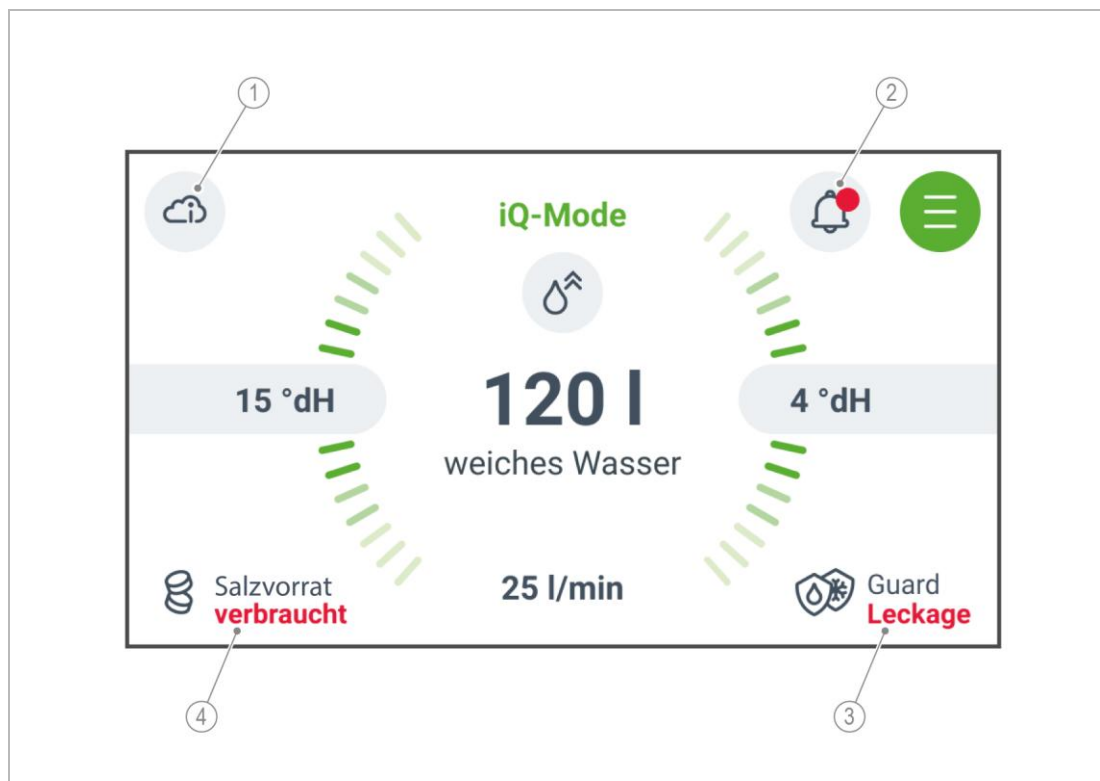 1
2
iQ-Mode
15 °dH
120 l
4 °dH
weiches Wasser
Salzvorrat
verbraucht
25 l/min
Guard
Leckage
4
3